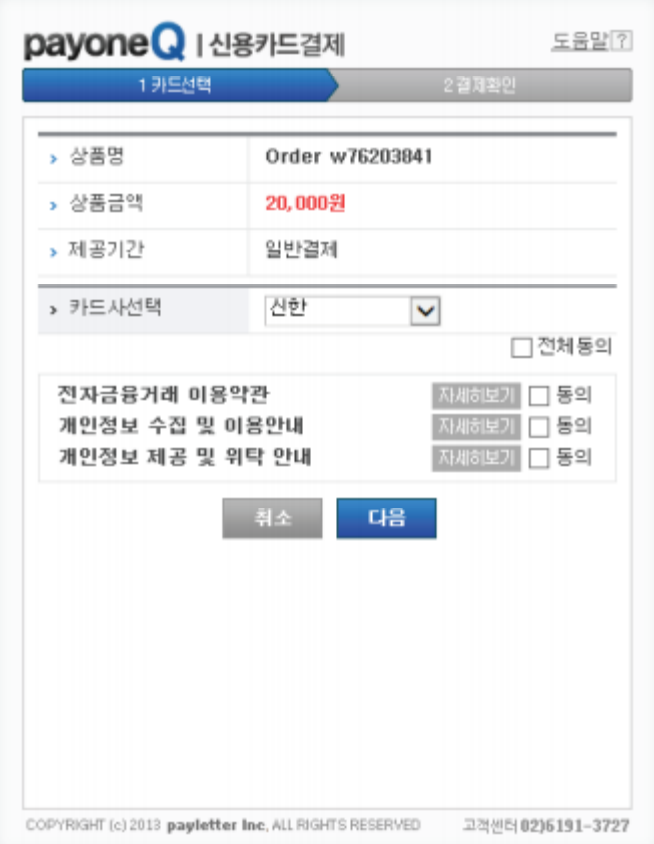 payoneQ | 신용카드결제 도움말?
1 카드선택 2 결제확인
상품명 Order w76203841
상품금액 20,000원
제공기간 일반결제
카드사선택 신한
전체동의
전자금융거래 이용약관 자세히보기 동의
개인정보 수집 및 이용안내 자세히보기 동의
개인정보 제공 및 위탁 안내 자세히보기 동의
취소 다음
COPYRIGHT (c) 2013 payletter Inc, ALL RIGHTS RESERVED 고객센터 02)6191-3727